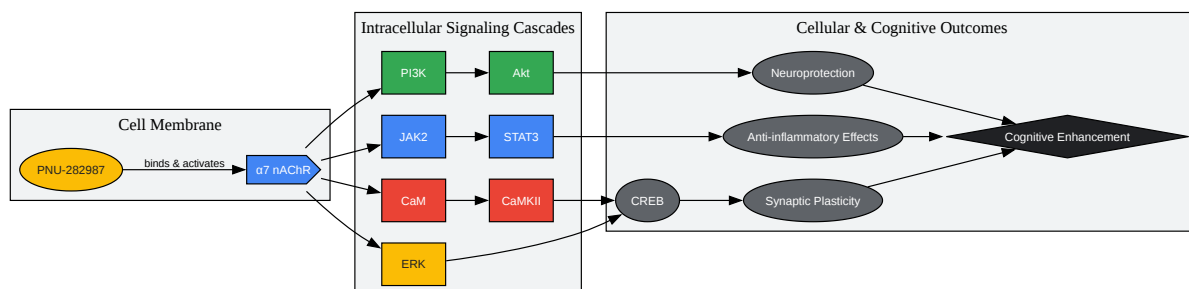 Cell Membrane
PNU-282987
binds & activates
α7 nAChR
Intracellular Signaling Cascades
PI3K
Akt
JAK2
STAT3
CaM
CaMKII
ERK
Cellular & Cognitive Outcomes
Neuroprotection
Anti-inflammatory Effects
Cognitive Enhancement
CREB
Synaptic Plasticity